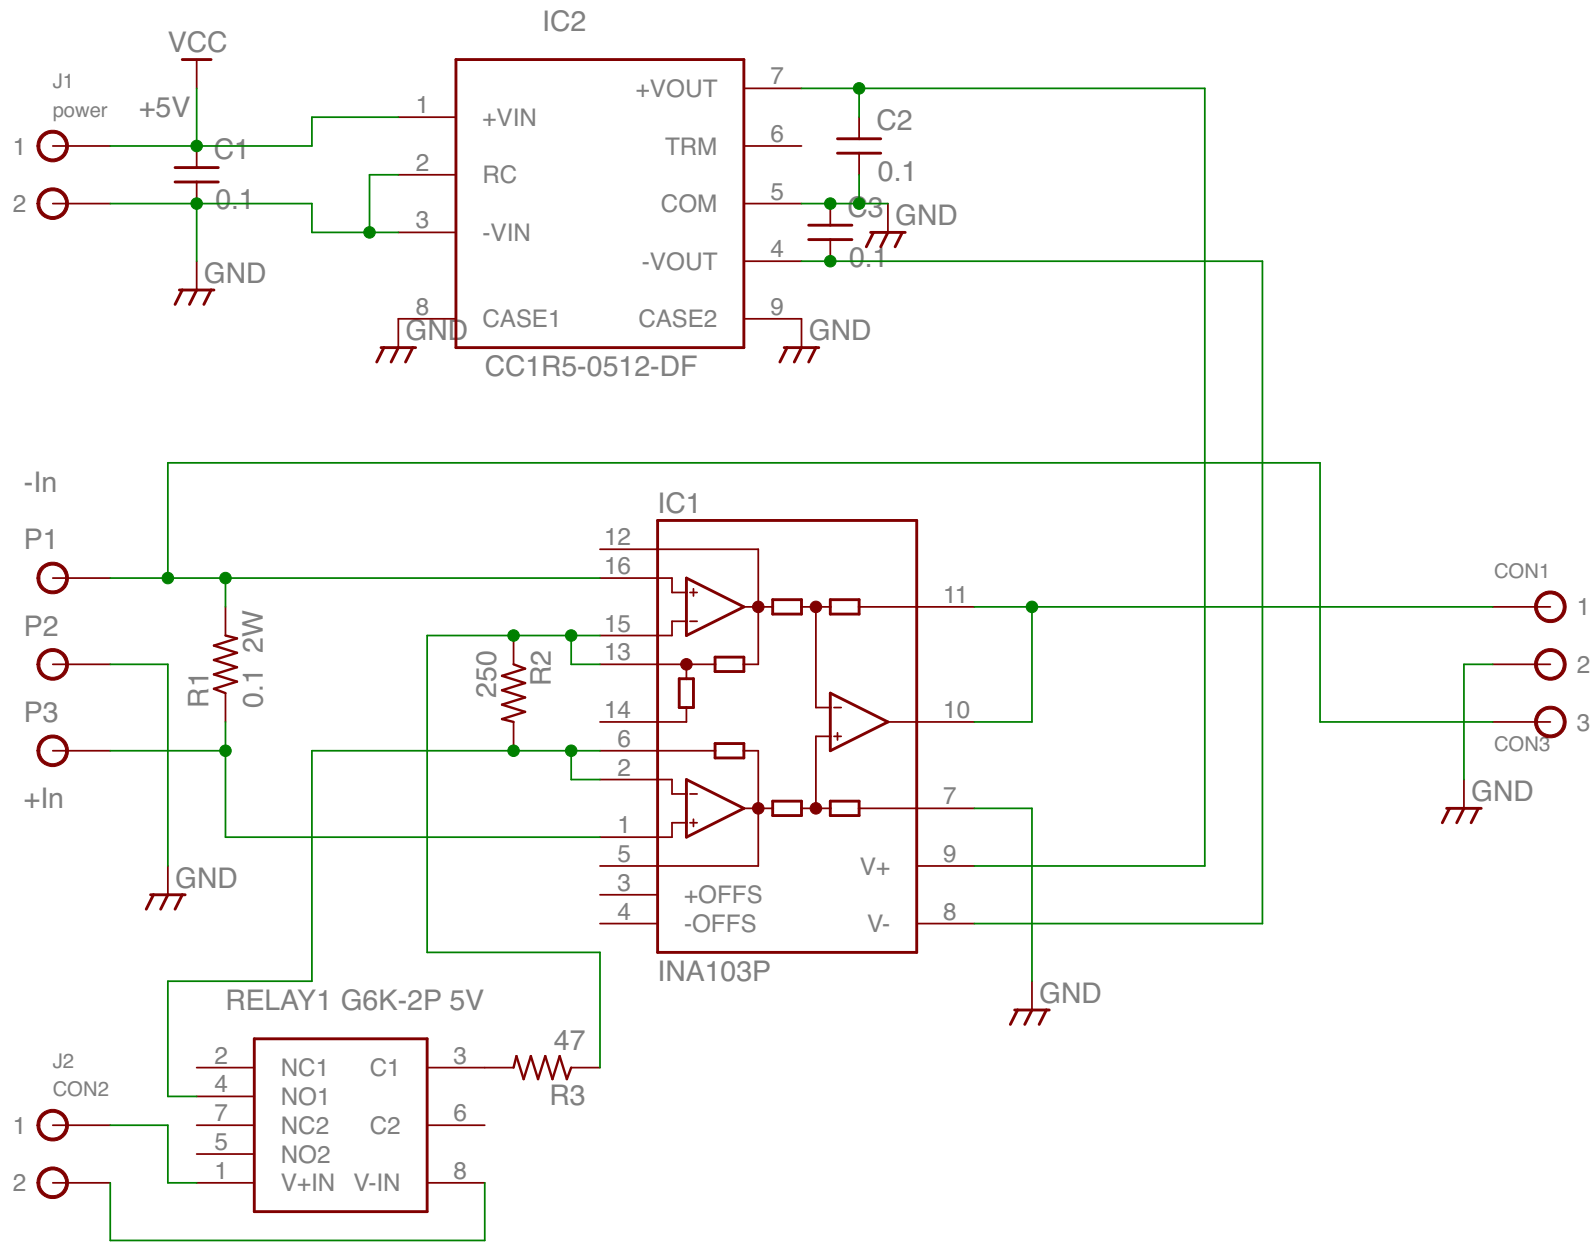 IC2
VCC
J1
power
+5V
1
2
C1
0.1
GND
1
+VIN
2
RC
3
-VIN
8
CASE1
GND
+VOUT
7
TRM
6
COM
5
-VOUT
4
CASE2
9
GND
CC1R5-0512-DF
C2
0.1
C3
0.1
GND
-In
P1
P2
P3
+In
R1
0.1 2W
GND
250
R2
IC1
12
16
15
13
14
6
2
1
5
3
4
+
-
-
+
-
+
+OFFS
-OFFS
11
10
7
V+
9
V-
8
INA103P
GND
CON1
1
2
3
CON3
GND
RELAY1 G6K-2P 5V
J2
CON2
1
2
2
NC1
4
NO1
7
NC2
5
NO2
1
V+IN
C1
3
C2
6
V-IN
8
47
R3